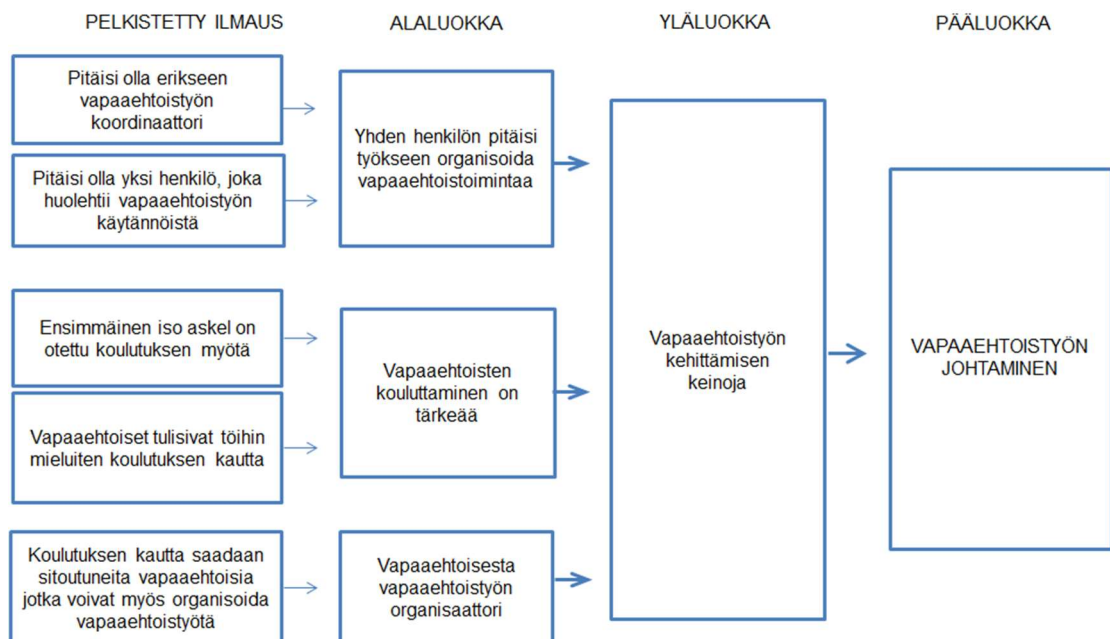 PELKISTETTY ILMAUS
ALALUOKKA
YLÄLUOKKA
PÄÄLUOKKA
Pitäisi olla erikseen
vapaaehtoistyön
koordinaattori
Pitäisi olla yksi henkilö, joka
huolehtii vapaaehtoistyön
käytännöistä
Ensimmäinen iso askel on
otettu koulutuksen myötä
Vapaaehtoiset tulisivat töihin
mieluiten koulutuksen kautta
Koulutuksen kautta saadaan
sitoutuneita vapaaehtoisia
jotka voivat myös organisoida
vapaaehtoistyötä
Yhden henkilön pitäisi
työkseen organisoida
vapaaehtoistoimintaa
Vapaaehtoisten
kouluttaminen on
tärkeää
Vapaaehtoisesta
vapaaehtoistyön
organisaattori
Vapaaehtoistyön
kehittämisen
keinoja
VAPAAEHTOISTYÖN
JOHTAMINEN